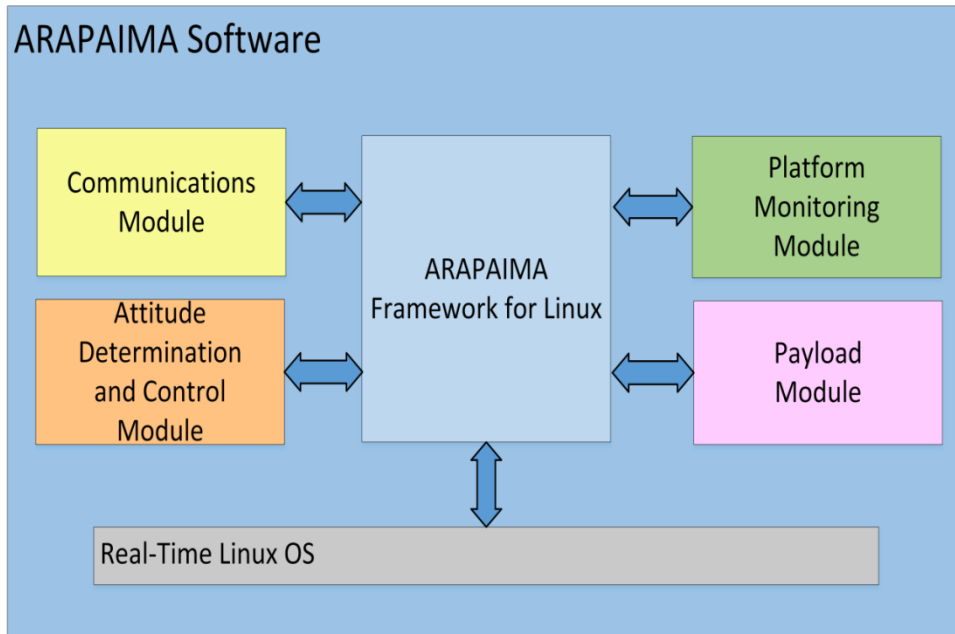 ARAPAIMA Software
Communications
Module
Attitude
Determination
and Control
Module
ARAPAIMA
Framework for Linux
Platform
Monitoring
Module
Payload
Module
Real-Time Linux OS